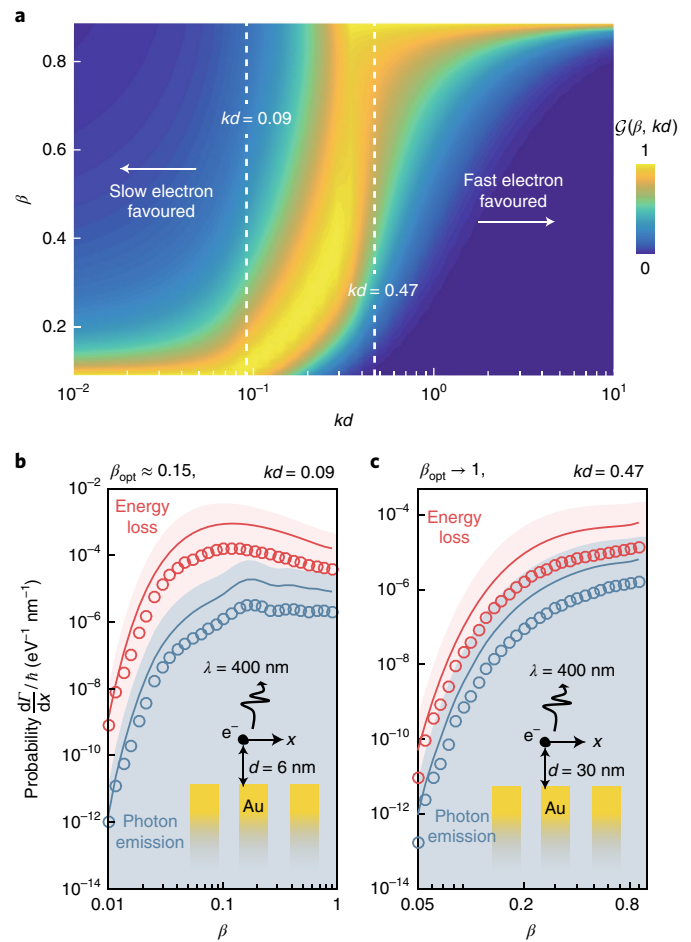 a
0.8
0.6
β
0.4
0.2
kd = 0.09
Slow electron
favoured
Fast electron
favoured
kd = 0.47
10⁻²
10⁻¹
10⁰
10¹
kd
𝒢(β, kd)
1
0
b
β_opt ≈ 0.15,
kd = 0.09
10⁻²
10⁻⁴
10⁻⁶
10⁻⁸
10⁻¹⁰
10⁻¹²
10⁻¹⁴
Probability dΓ/dx /ℏ (eV⁻¹ nm⁻¹)
Energy
loss
λ = 400 nm
e⁻
x
d = 6 nm
Au
Photon
emission
0.01
0.1
1
β
c
β_opt → 1,
kd = 0.47
10⁻⁴
10⁻⁶
10⁻⁸
10⁻¹⁰
10⁻¹²
10⁻¹⁴
Energy
loss
λ = 400 nm
e⁻
x
d = 30 nm
Au
Photon
emission
0.05
0.2
0.8
β